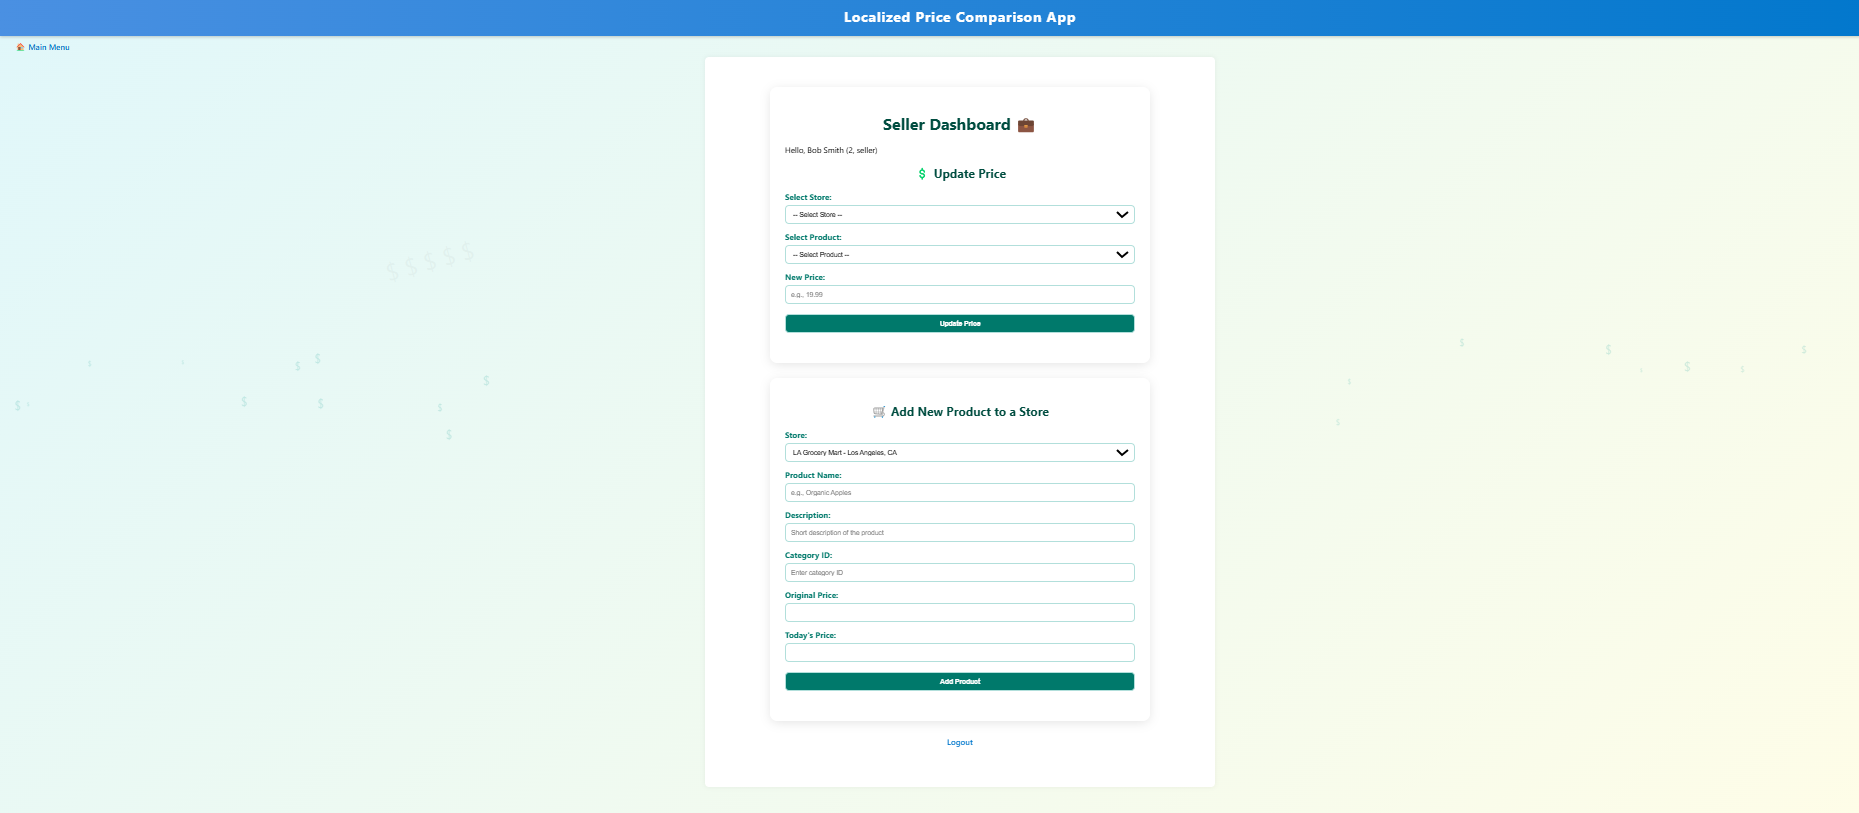 Localized Price Comparison App
Main Menu
Seller Dashboard
Hello, Bob Smith (2, seller)
$ Update Price
Select Store:
-- Select Store --
Select Product:
-- Select Product --
New Price:
e.g., 19.99
Update Price
Add New Product to a Store
Store:
LA Grocery Mart - Los Angeles, CA
Product Name:
e.g., Organic Apples
Description:
Short description of the product
Category ID:
Enter category ID
Original Price:
Today's Price:
Add Product
Logout